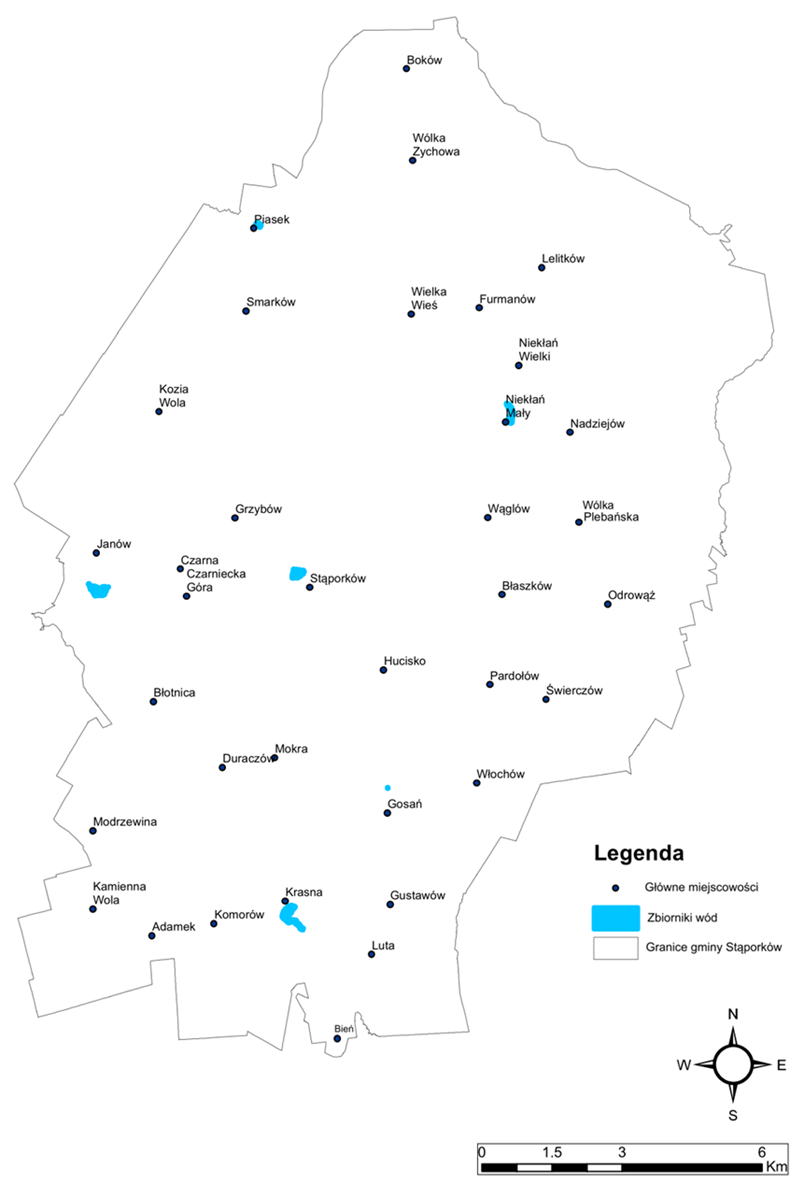 Boków
Wólka
Zychowa
Piasek
Lelitków
Wielka
Wieś
Furmanów
Smarków
Niekłań
Wielki
Kozia
Wola
Niekłań
Mały
Nadziejów
Grzybów
Wąglów
Wólka
Plebańska
Janów
Czarna
Czarniecka
Góra
Stąporków
Błaszków
Odrowąż
Hucisko
Pardołów
Świerczów
Błotnica
Mokra
Duraczów
Włochów
Gosań
Modrzewina
Kamienna
Wola
Krasna
Gustawów
Komorów
Adamek
Luta
Bień
Legenda
Główne miejscowości
Zbiorniki wód
Granice gminy Stąporków
N
W E
S
0 1.5 3 6
Km